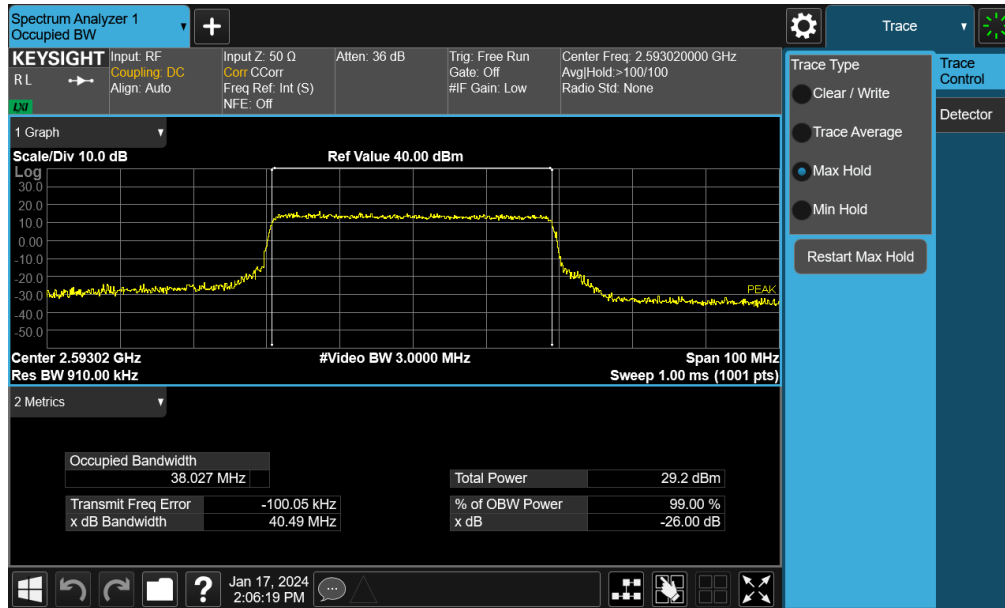 Spectrum Analyzer 1
Occupied BW
▼
+
Trace
▼
KEYSIGHT
R L
LXI
Input: RF
Coupling: DC
Align: Auto
Input Z: 50 Ω
Corr CCorr
Freq Ref: Int (S)
NFE: Off
Atten: 36 dB
Trig: Free Run
Gate: Off
#IF Gain: Low
Center Freq: 2.593020000 GHz
Avg|Hold:>100/100
Radio Std: None
Trace Type
Clear / Write
Trace Average
Max Hold
Min Hold
Restart Max Hold
Trace
Control
Detector
1 Graph ▼
Scale/Div 10.0 dB
Ref Value 40.00 dBm
Log
30.0
20.0
10.0
0.00
-10.0
-20.0
-30.0
-40.0
-50.0
PEAK
Center 2.59302 GHz
#Video BW 3.0000 MHz
Span 100 MHz
Res BW 910.00 kHz
Sweep 1.00 ms (1001 pts)
2 Metrics ▼
Occupied Bandwidth
38.027 MHz
Total Power 29.2 dBm
Transmit Freq Error -100.05 kHz
% of OBW Power 99.00 %
x dB Bandwidth 40.49 MHz
x dB -26.00 dB
?
Jan 17, 2024
2:06:19 PM